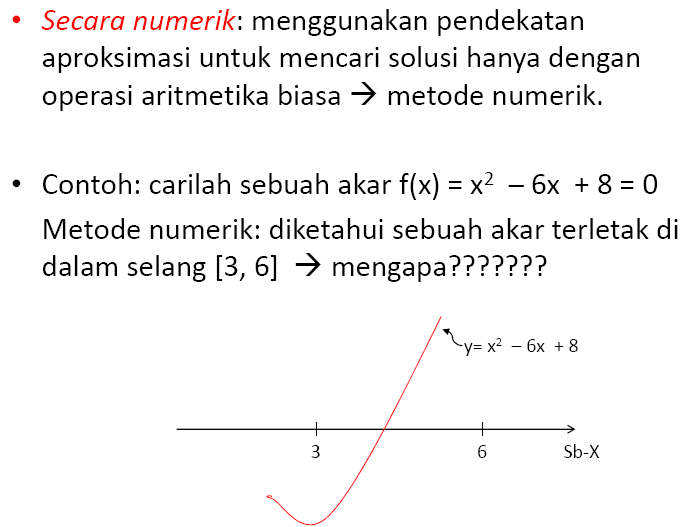 • Secara numerik: menggunakan pendekatan
aproksimasi untuk mencari solusi hanya dengan
operasi aritmetika biasa → metode numerik.
• Contoh: carilah sebuah akar f(x) = x² – 6x + 8 = 0
Metode numerik: diketahui sebuah akar terletak di
dalam selang [3, 6] → mengapa???????
y= x² – 6x + 8
3 6 Sb-X